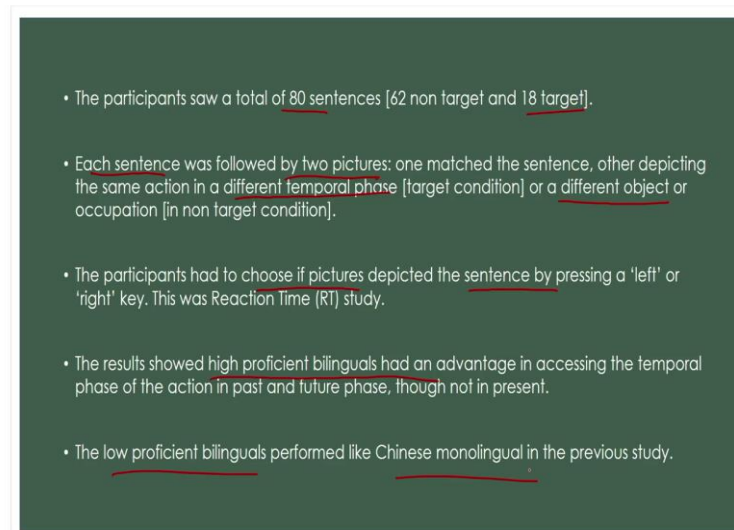 • The participants saw a total of 80 sentences [62 non target and 18 target].
• Each sentence was followed by two pictures: one matched the sentence, other depicting
the same action in a different temporal phase [target condition] or a different object or
occupation [in non target condition].
• The participants had to choose if pictures depicted the sentence by pressing a ‘left’ or
‘right’ key. This was Reaction Time (RT) study.
• The results showed high proficient bilinguals had an advantage in accessing the temporal
phase of the action in past and future phase, though not in present.
• The low proficient bilinguals performed like Chinese monolingual in the previous study.